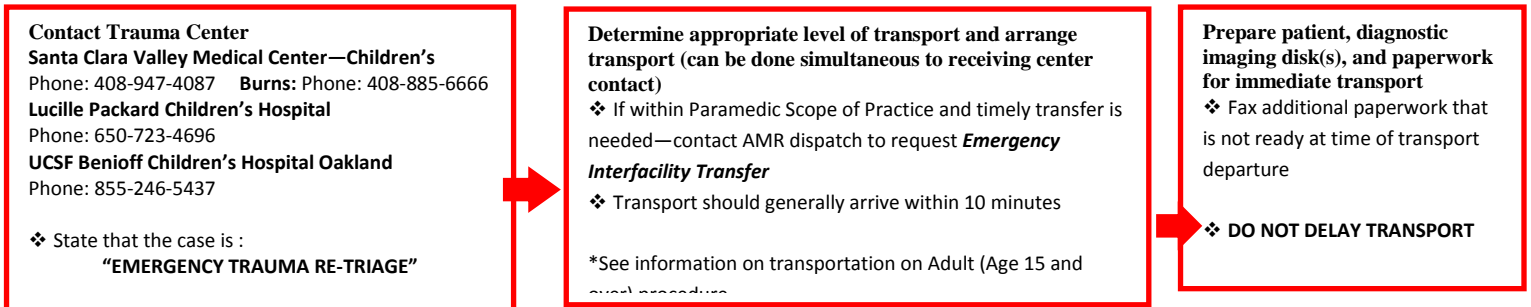 Contact Trauma Center
Santa Clara Valley Medical Center—Children's
Phone: 408-947-4087 Burns: Phone: 408-885-6666
Lucille Packard Children's Hospital
Phone: 650-723-4696
UCSF Benioff Children's Hospital Oakland
Phone: 855-246-5437
❖ State that the case is :
“EMERGENCY TRAUMA RE-TRIAGE”
Determine appropriate level of transport and arrange
transport (can be done simultaneous to receiving center
contact)
❖ If within Paramedic Scope of Practice and timely transfer is
needed—contact AMR dispatch to request Emergency
Interfacility Transfer
❖ Transport should generally arrive within 10 minutes
*See information on transportation on Adult (Age 15 and
over) procedure
Prepare patient, diagnostic
imaging disk(s), and paperwork
for immediate transport
❖ Fax additional paperwork that
is not ready at time of transport
departure
❖ DO NOT DELAY TRANSPORT